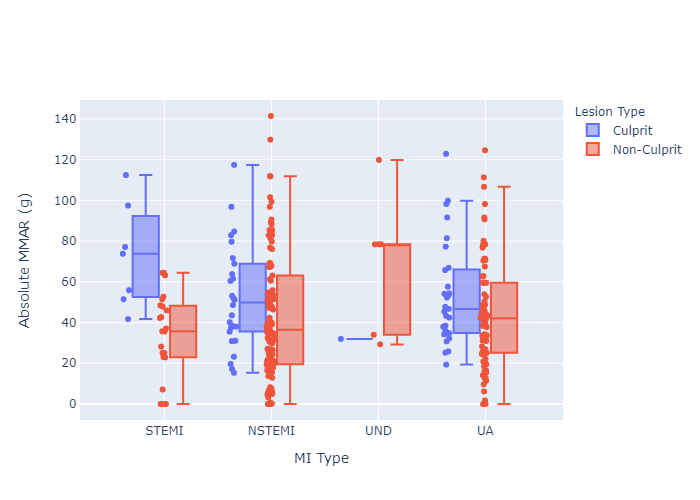 Lesion Type
Culprit
Non-Culprit
Absolute MMAR (g)
140
120
100
80
60
40
20
0
STEMI
NSTEMI
UND
UA
MI Type